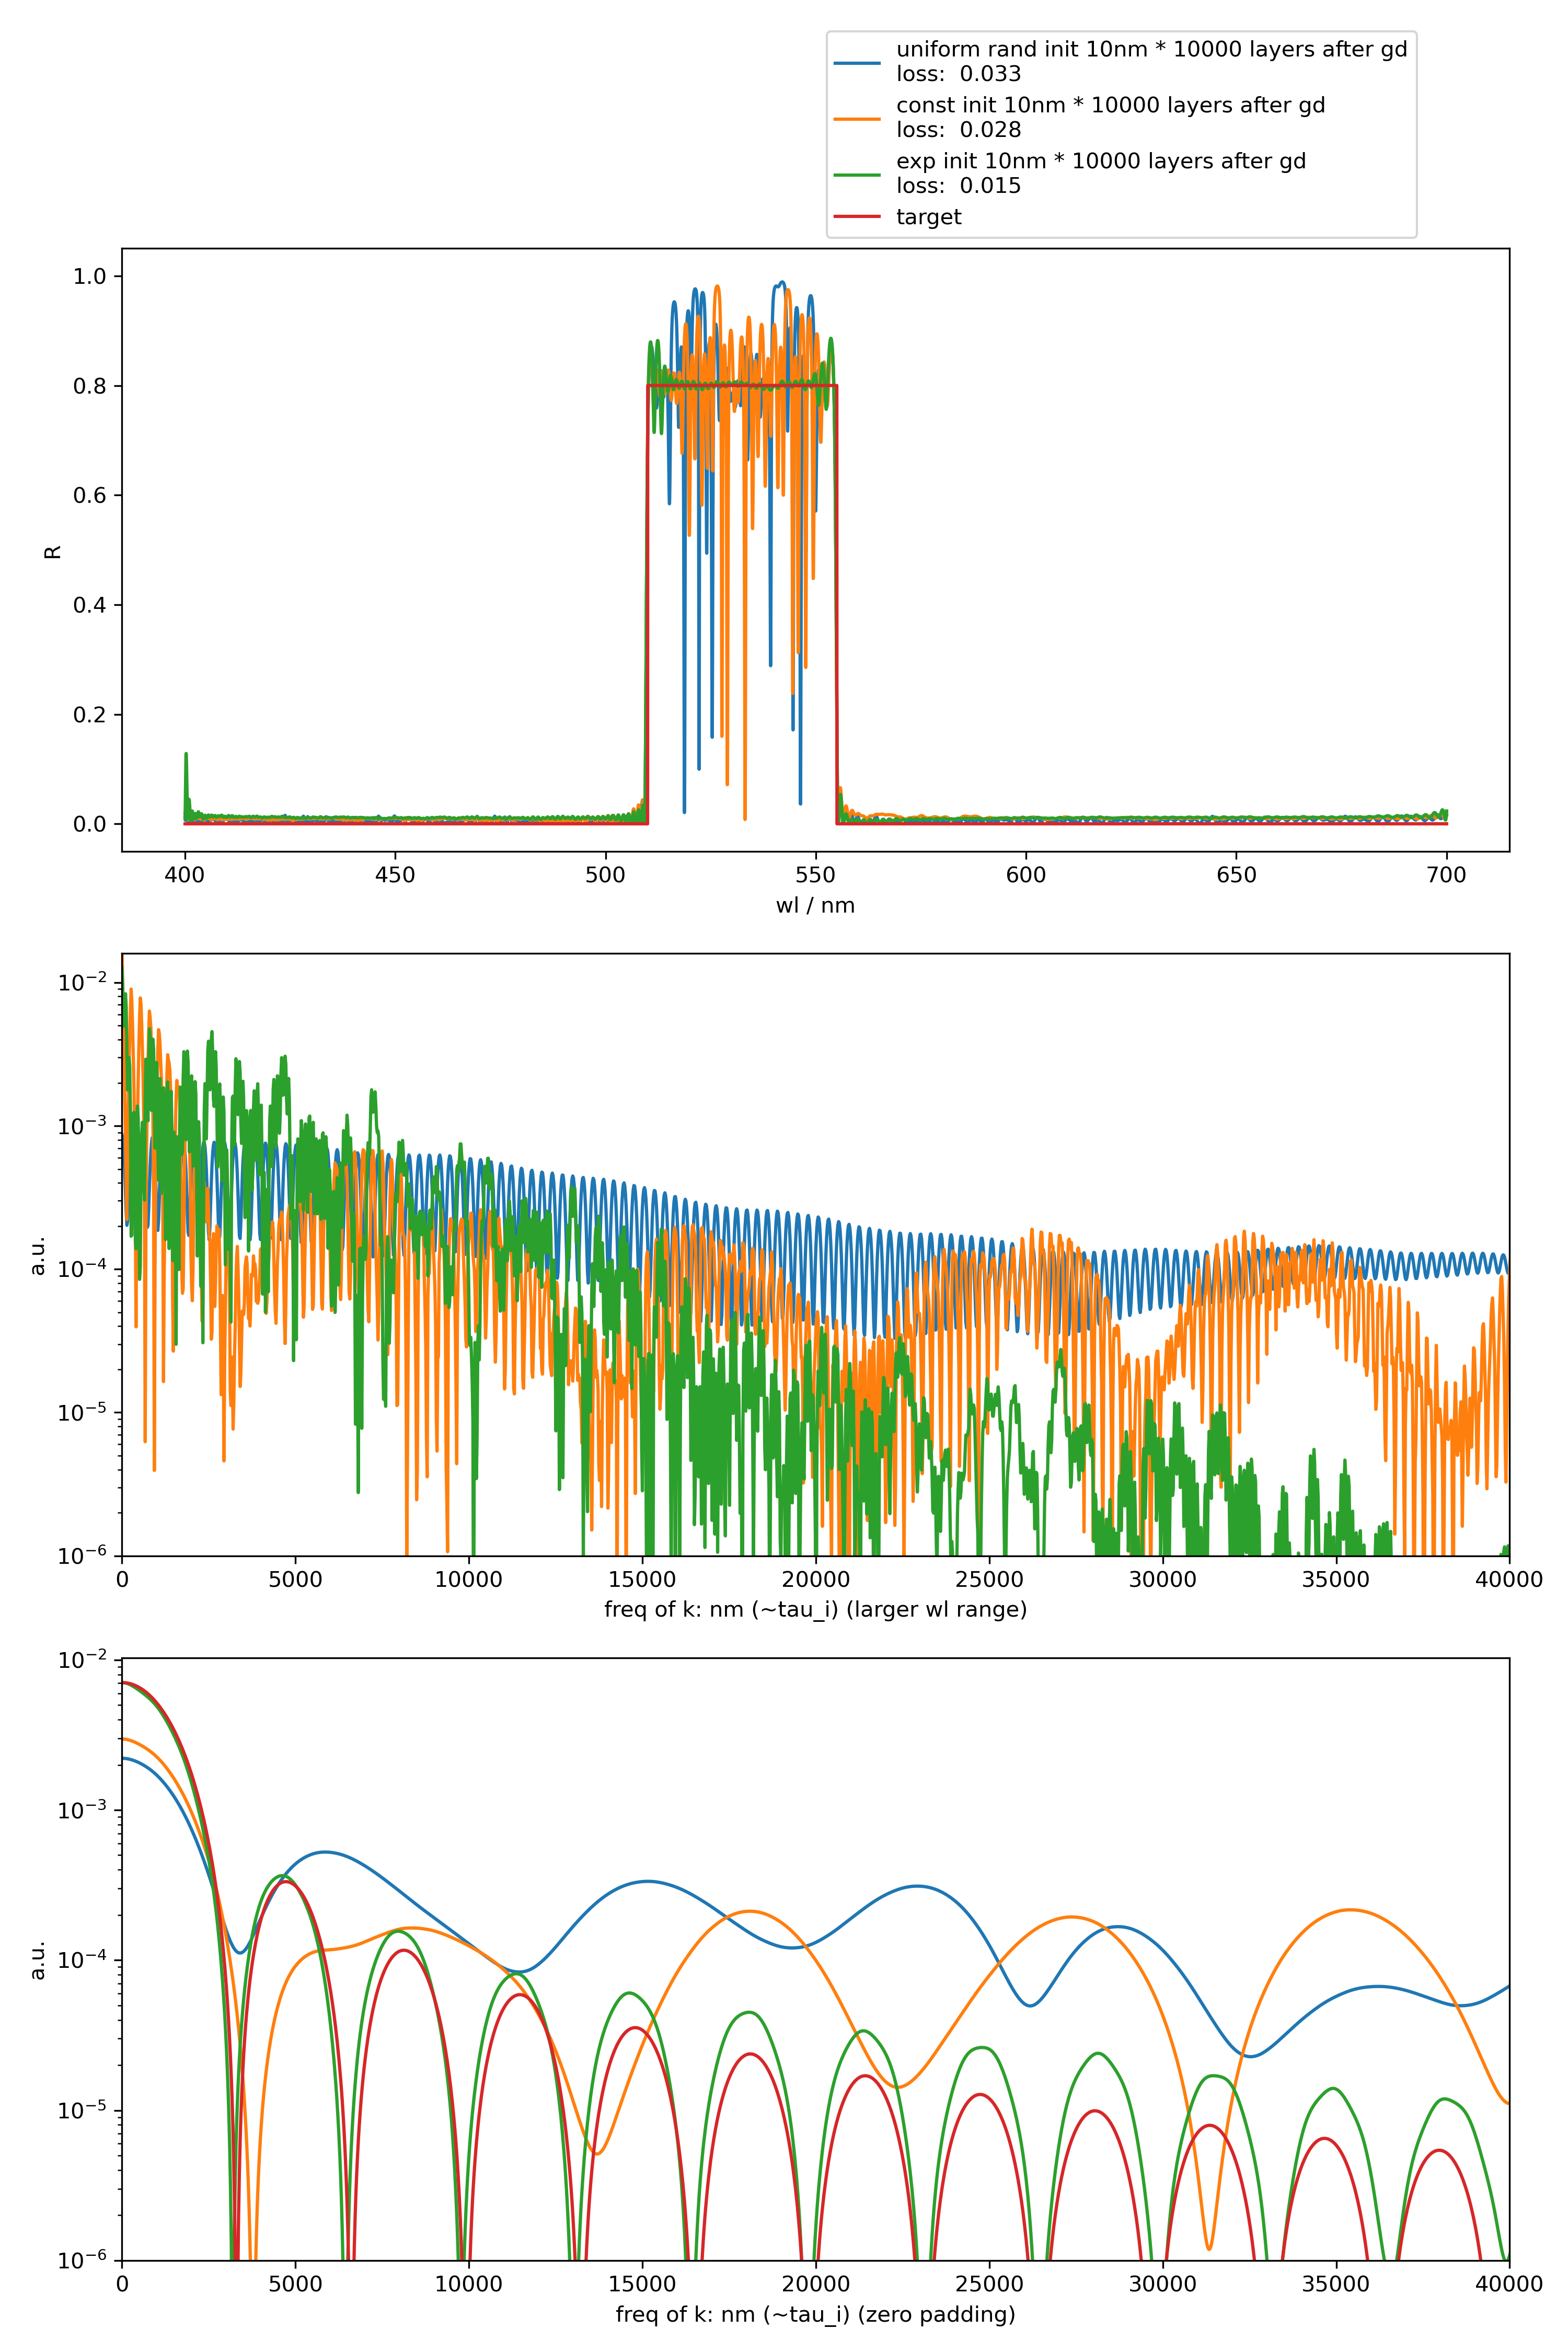 uniform rand init 10nm * 10000 layers after gd
loss:  0.033
const init 10nm * 10000 layers after gd
loss:  0.028
exp init 10nm * 10000 layers after gd
loss:  0.015
target
1.0
0.8
0.6
0.4
0.2
0.0
R
400 450 500 550 600 650 700
wl / nm
10⁻²
10⁻³
10⁻⁴
10⁻⁵
10⁻⁶
a.u.
0 5000 10000 15000 20000 25000 30000 35000 40000
freq of k: nm (~tau_i) (larger wl range)
10⁻²
10⁻³
10⁻⁴
10⁻⁵
10⁻⁶
a.u.
0 5000 10000 15000 20000 25000 30000 35000 40000
freq of k: nm (~tau_i) (zero padding)